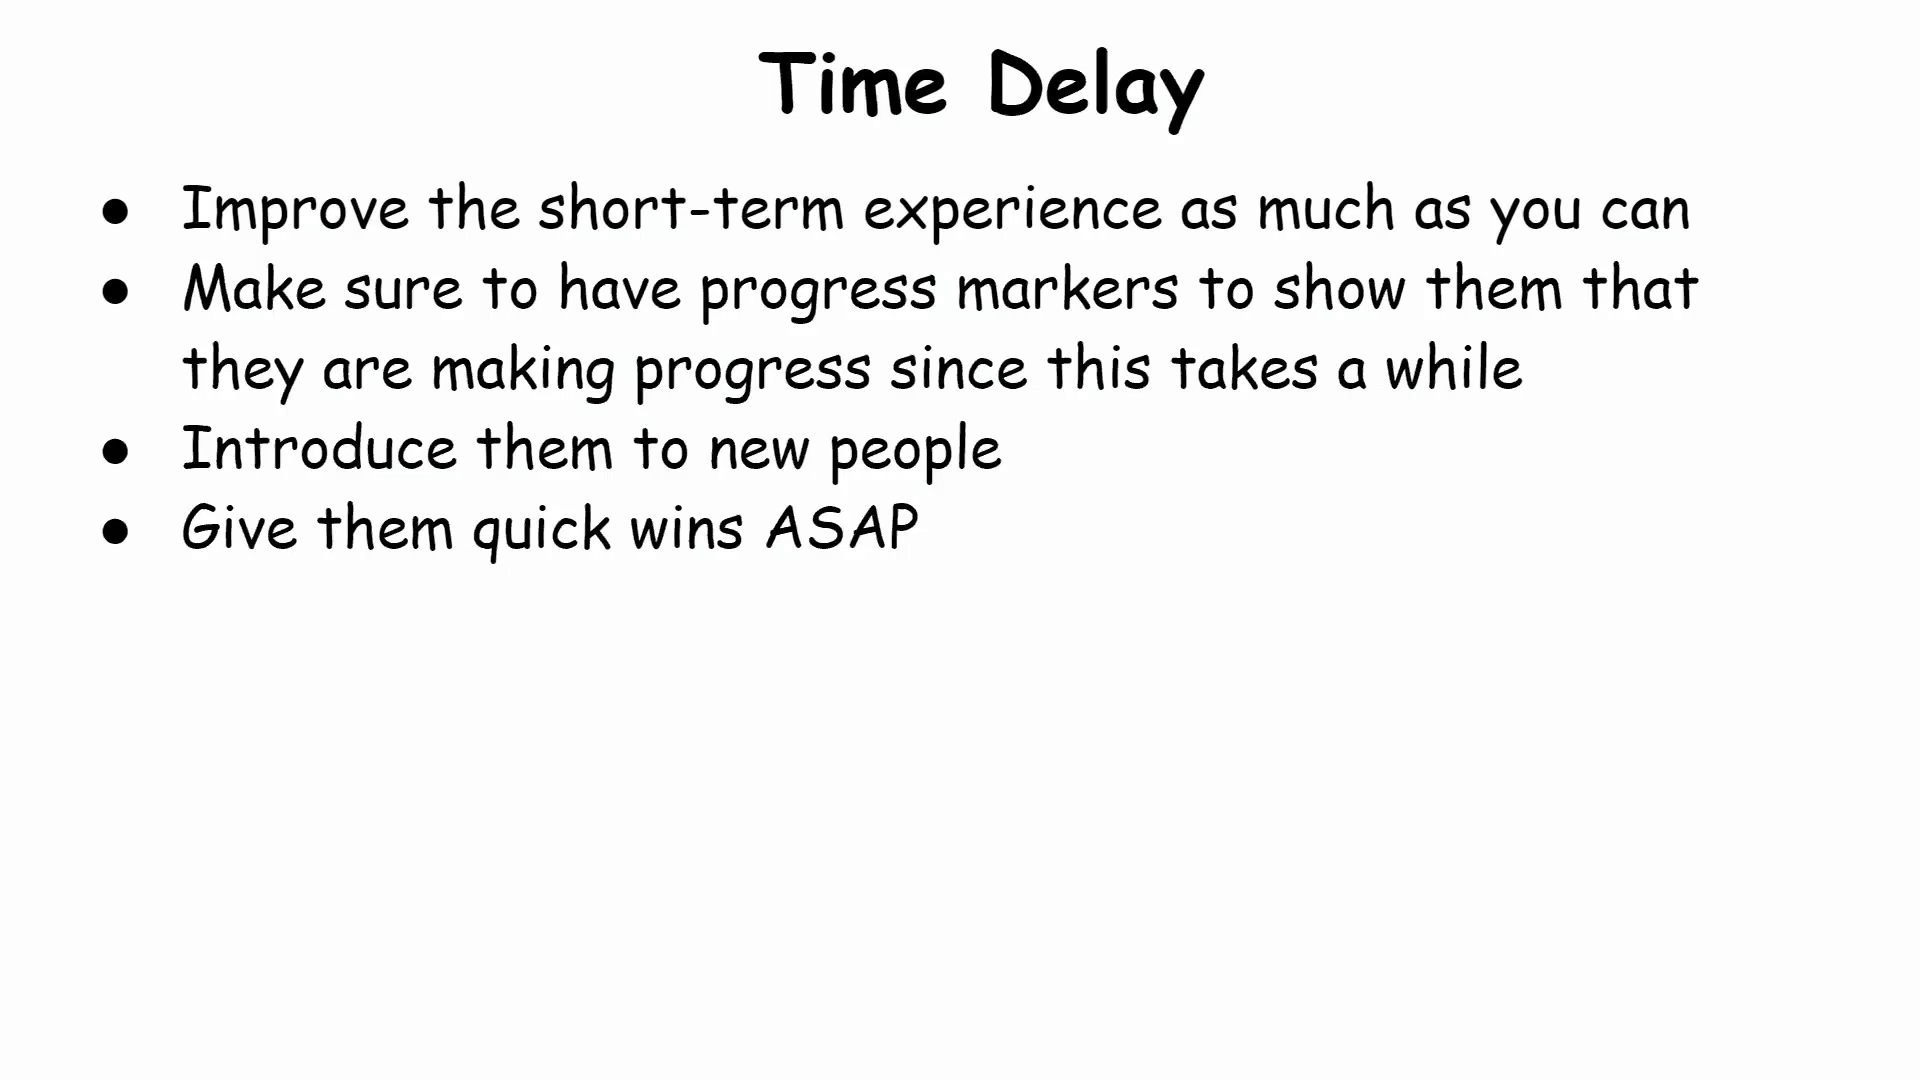 Time Delay
● Improve the short-term experience as much as you can
● Make sure to have progress markers to show them that
they are making progress since this takes a while
● Introduce them to new people
● Give them quick wins ASAP